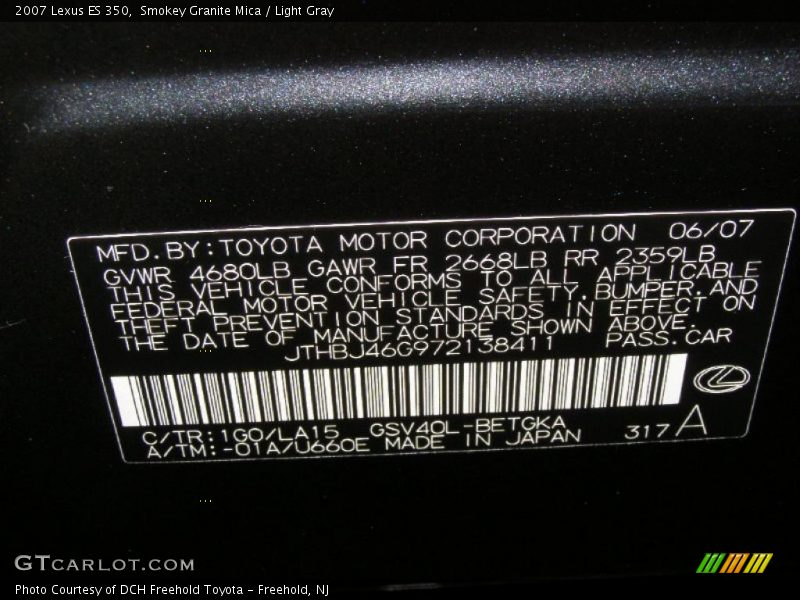 2007 Lexus ES 350,  Smokey Granite Mica / Light Gray
MFD. BY: TOYOTA MOTOR CORPORATION 06/07
GVWR 4680LB GAWR FR 2668LB RR 2359LB
THIS VEHICLE CONFORMS TO ALL APPLICABLE
FEDERAL MOTOR VEHICLE SAFETY, BUMPER, AND
THEFT PREVENTION STANDARDS IN EFFECT ON
THE DATE OF MANUFACTURE SHOWN ABOVE.
JTHBJ46G972138411 PASS. CAR
C/TR: 1G0/LA15 GSV40L-BETGKA
A/TM: -01A/U660E MADE IN JAPAN 317 A
GTCARLOT.COM
Photo Courtesy of DCH Freehold Toyota - Freehold, NJ